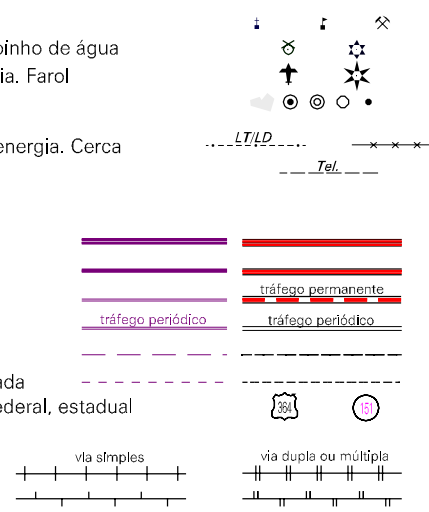 inho de água
ia. Farol
energia. Cerca
LT/LD
Tel.
tráfego permanente
tráfego periódico
tráfego periódico
ada
ederal, estadual
364
151
via simples
via dupla ou múltipla